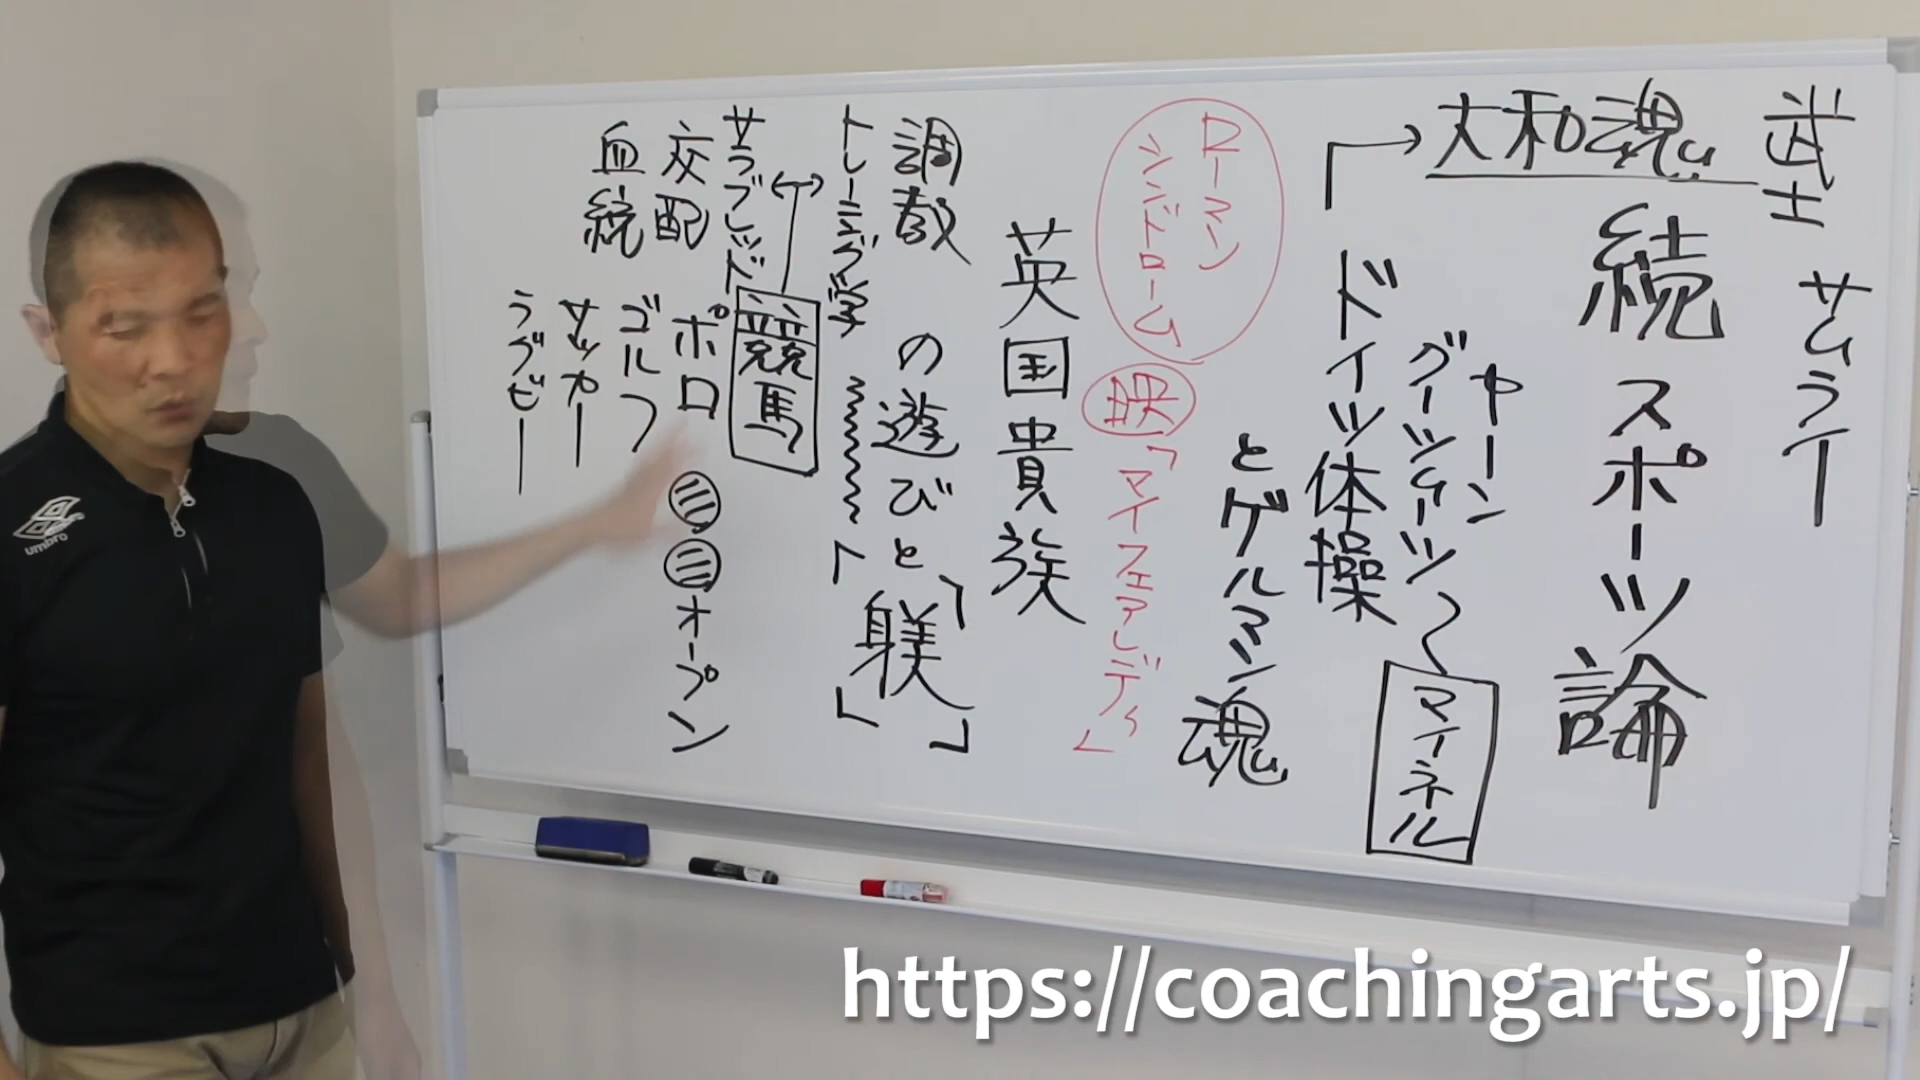 武士
サムライ
大和魂
続スポーツ論
ヤーン
グーツムーツ
マイネル
ドイツ体操
とゲルマン魂
ローマン
シンドローム
映「マイフェアレディ」
英国貴族
調教
の遊びと「躾」
トレーニング学
サラブレッド
競馬
交配
血統
ポロ
〇〇オープン
ゴルフ
サッカー
ラグビー
umbro
https://coachingarts.jp/